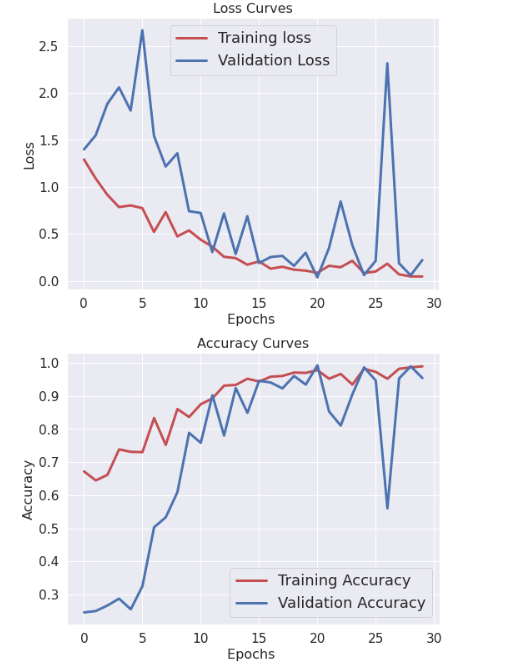 Loss Curves
Training loss
Validation Loss
2.5
2.0
1.5
1.0
0.5
0.0
Loss
0 5 10 15 20 25 30
Epochs
Accuracy Curves
1.0
0.9
0.8
0.7
0.6
0.5
0.4
0.3
Accuracy
Training Accuracy
Validation Accuracy
0 5 10 15 20 25 30
Epochs